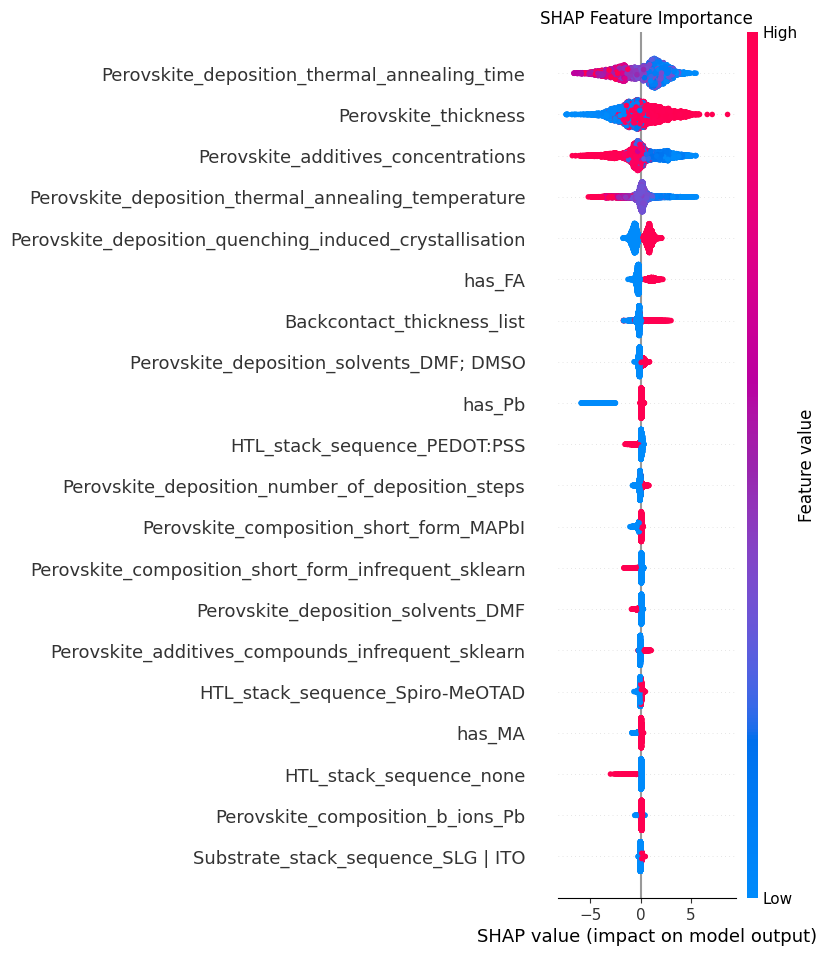 SHAP Feature Importance
High
Perovskite_deposition_thermal_annealing_time
Perovskite_thickness
Perovskite_additives_concentrations
Perovskite_deposition_thermal_annealing_temperature
Perovskite_deposition_quenching_induced_crystallisation
has_FA
Backcontact_thickness_list
Perovskite_deposition_solvents_DMF; DMSO
has_Pb
HTL_stack_sequence_PEDOT:PSS
Perovskite_deposition_number_of_deposition_steps
Perovskite_composition_short_form_MAPbI
Perovskite_composition_short_form_infrequent_sklearn
Perovskite_deposition_solvents_DMF
Perovskite_additives_compounds_infrequent_sklearn
HTL_stack_sequence_Spiro-MeOTAD
has_MA
HTL_stack_sequence_none
Perovskite_composition_b_ions_Pb
Substrate_stack_sequence_SLG | ITO
Feature value
Low
−5 0 5
SHAP value (impact on model output)